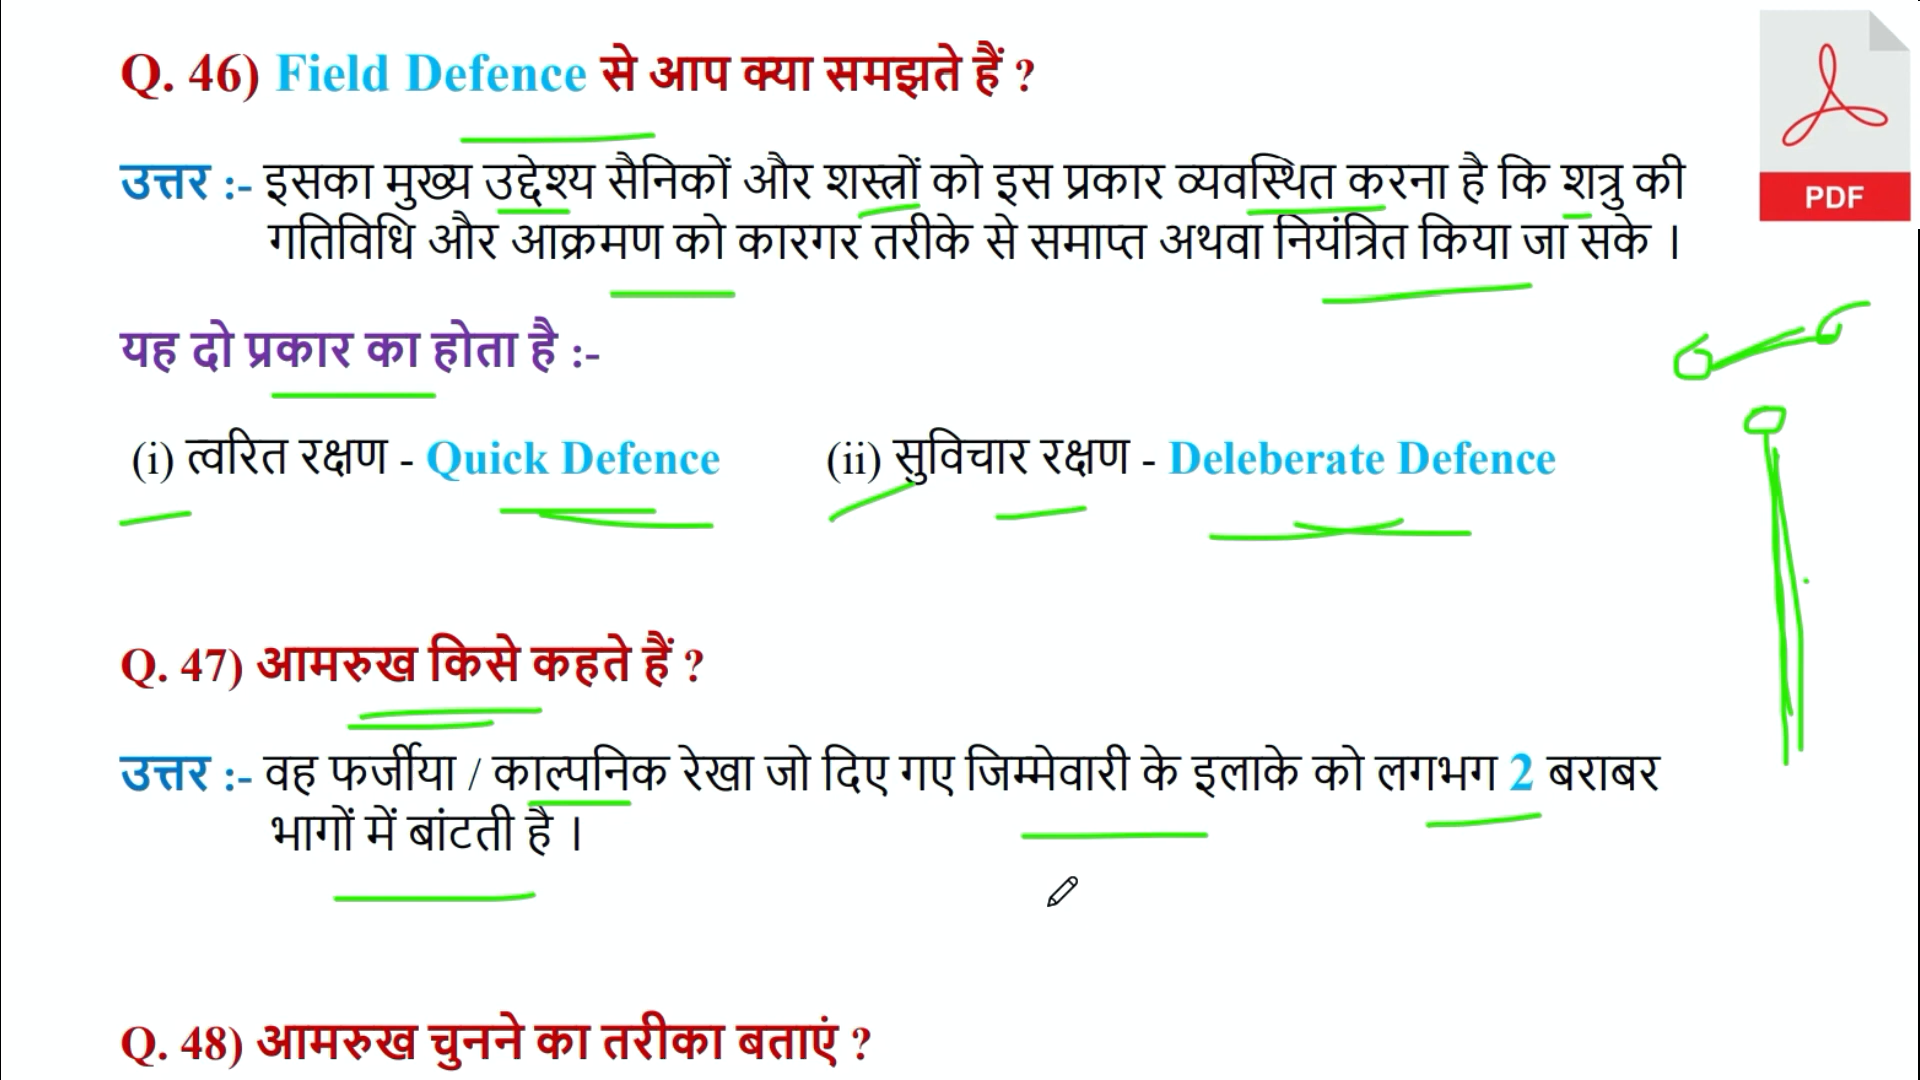 Q. 46) Field Defence से आप क्या समझते हैं ?
PDF
उत्तर :- इसका मुख्य उद्देश्य सैनिकों और शस्त्रों को इस प्रकार व्यवस्थित करना है कि शत्रु की
गतिविधि और आक्रमण को कारगर तरीके से समाप्त अथवा नियंत्रित किया जा सके ।
यह दो प्रकार का होता है :-
(i) त्वरित रक्षण - Quick Defence (ii) सुविचार रक्षण - Deleberate Defence
Q. 47) आमरुख किसे कहते हैं ?
उत्तर :- वह फर्जीया / काल्पनिक रेखा जो दिए गए जिम्मेवारी के इलाके को लगभग 2 बराबर
भागों में बांटती है ।
Q. 48) आमरुख चुनने का तरीका बताएं ?